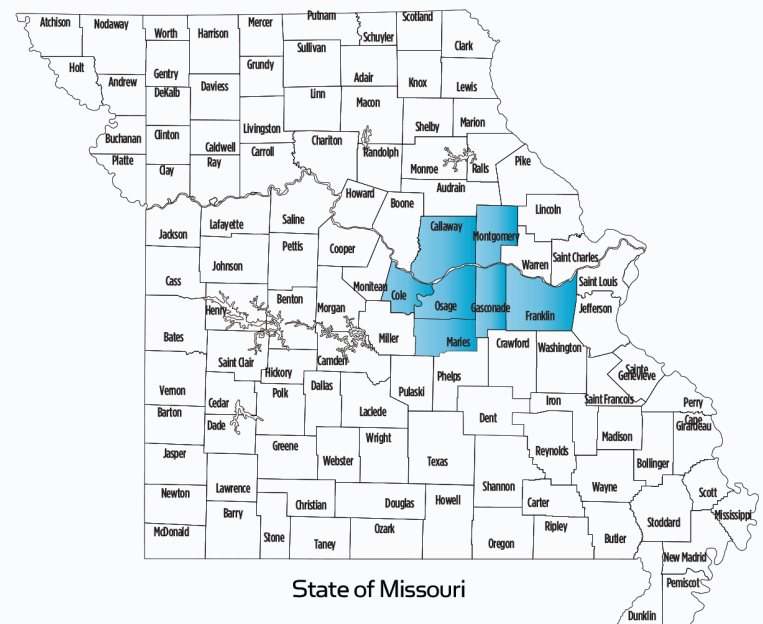 Atchison
Nodaway
Worth
Harrison
Mercer
Putnam
Schuyler
Scotland
Clark
Sullivan
Holt
Andrew
Gentry
DeKalb
Daviess
Grundy
Adair
Knox
Lewis
Linn
Macon
Buchanan
Clinton
Caldwell
Livingston
Chariton
Shelby
Marion
Platte
Clay
Ray
Carroll
Randolph
Monroe
Ralls
Pike
Audrain
Howard
Boone
Lincoln
Jackson
Lafayette
Saline
Cooper
Callaway
Montgomery
Warren
Saint Charles
Pettis
Johnson
Cass
Henry
Benton
Morgan
Moniteau
Cole
Osage
Gasconade
Franklin
Saint Louis
Jefferson
Bates
Saint Clair
Hickory
Camden
Miller
Maries
Crawford
Washington
Phelps
Pulaski
Sainte
Genevieve
Vernon
Cedar
Polk
Dallas
Laclede
Dent
Iron
Saint Francois
Perry
Cape
Girardeau
Barton
Dade
Greene
Webster
Wright
Texas
Reynolds
Madison
Bollinger
Jasper
Newton
Lawrence
Christian
Douglas
Howell
Shannon
Carter
Wayne
Scott
Mississippi
Stoddard
McDonald
Barry
Stone
Taney
Ozark
Oregon
Ripley
Butler
New Madrid
Pemiscot
Dunklin
State of Missouri